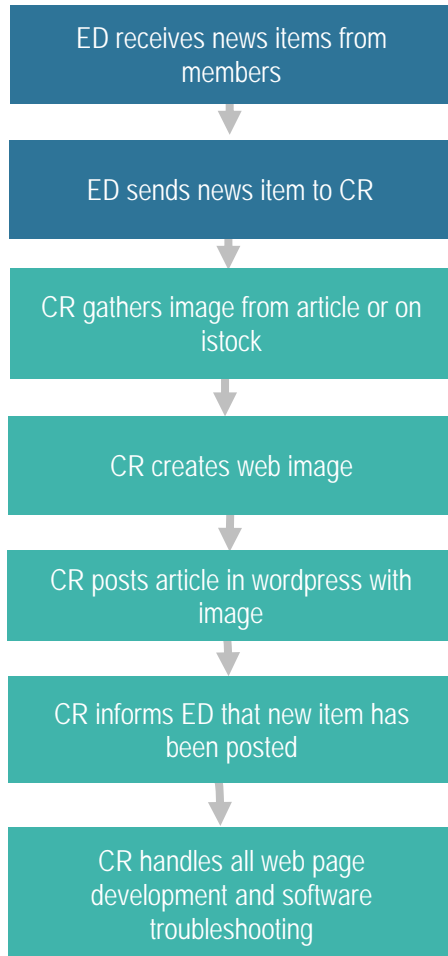 ED receives news items from
members
ED sends news item to CR
CR gathers image from article or on
istock
CR creates web image
CR posts article in wordpress with
image
CR informs ED that new item has
been posted
CR handles all web page
development and software
troubleshooting